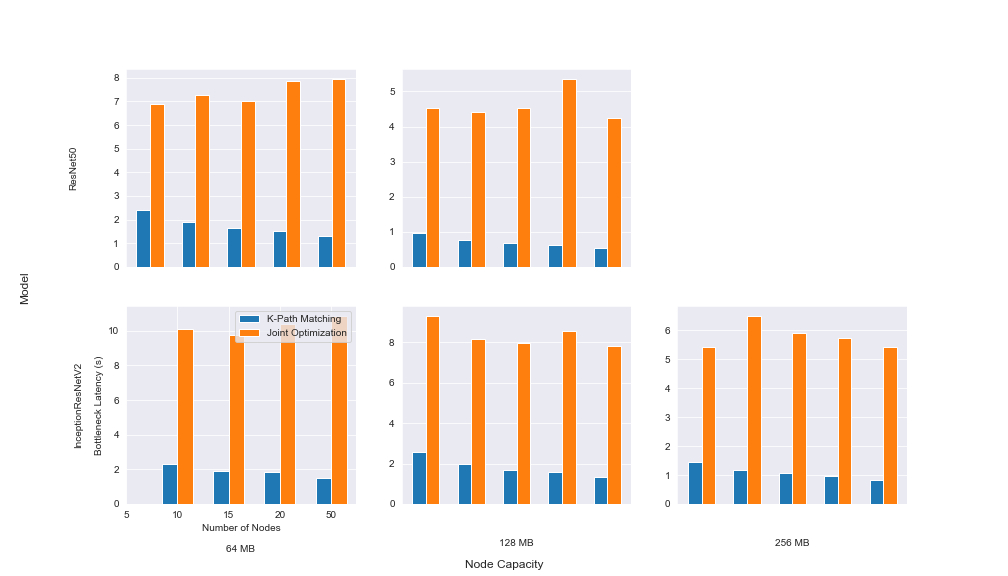 8
7
6
5
4
3
2
1
0
5
4
3
2
1
0
ResNet50
Model
10
8
6
4
2
0
K-Path Matching
Joint Optimization
InceptionResNetV2
Bottleneck Latency (s)
5 10 15 20 50
Number of Nodes
64 MB
8
6
4
2
0
128 MB
6
5
4
3
2
1
0
256 MB
Node Capacity